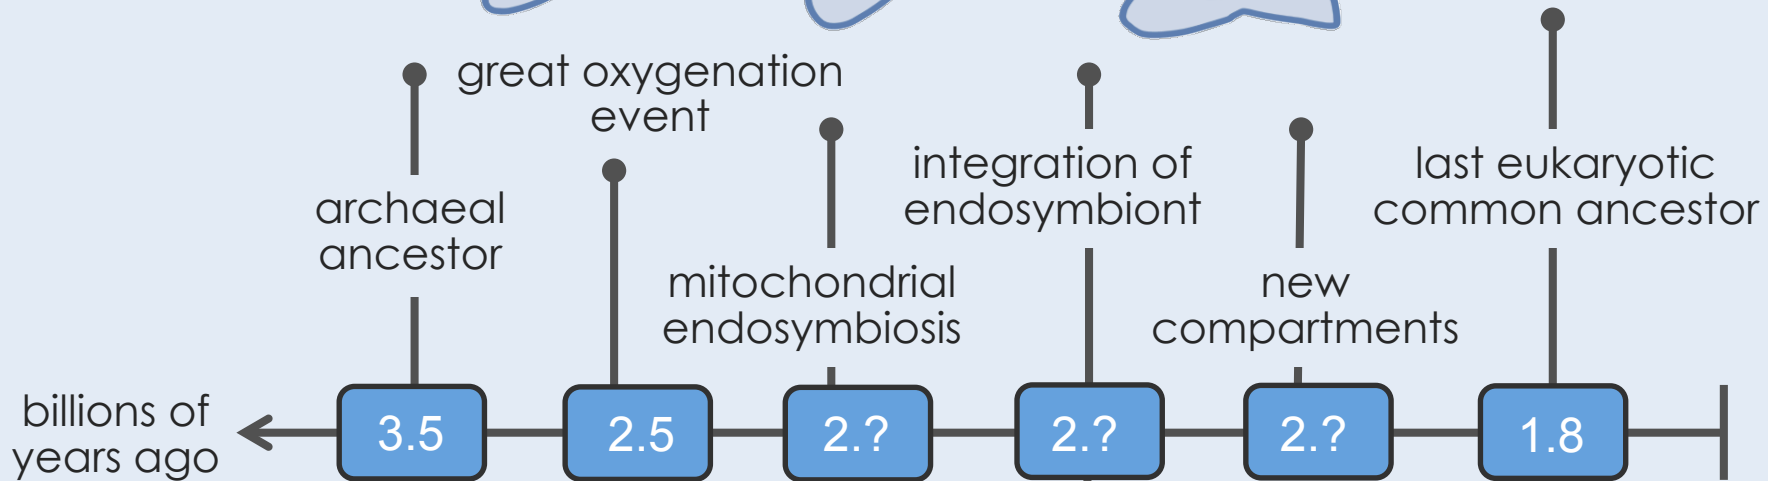 great oxygenation
event
archaeal
ancestor
mitochondrial
endosymbiosis
integration of
endosymbiont
new
compartments
last eukaryotic
common ancestor
billions of
years ago
3.5
2.5
2.?
2.?
2.?
1.8